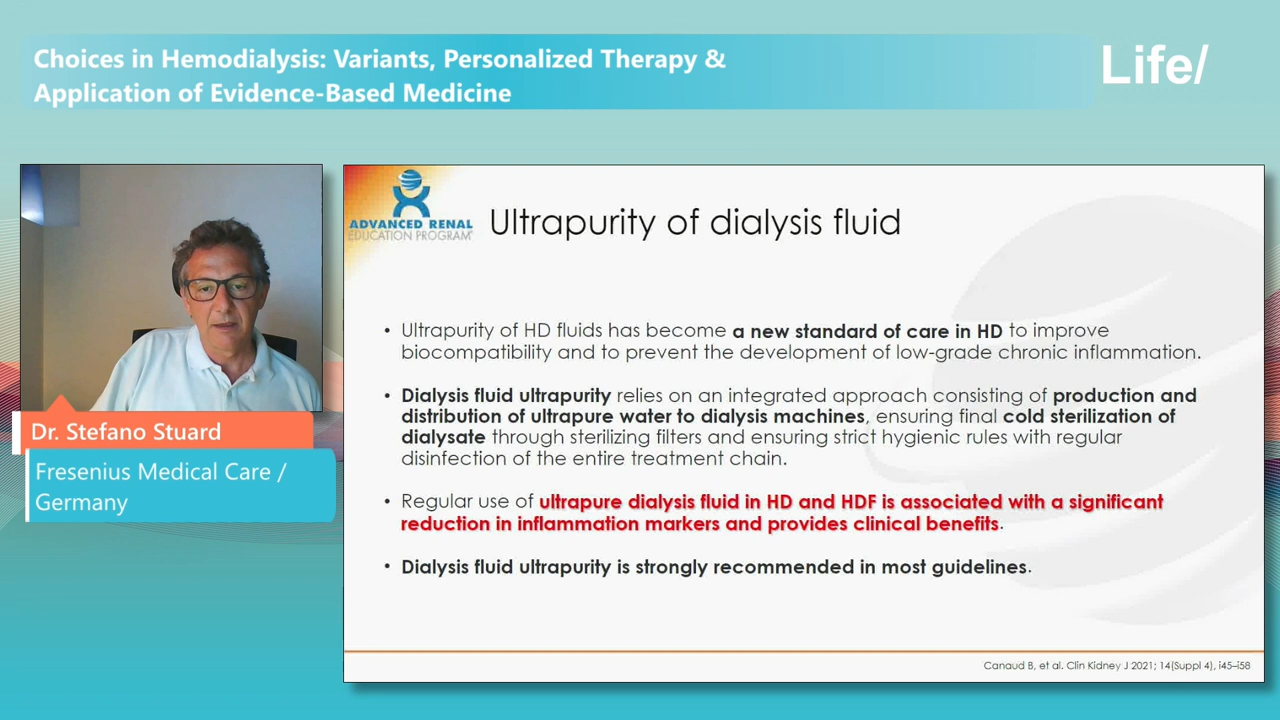 Choices in Hemodialysis: Variants, Personalized Therapy &
Application of Evidence-Based Medicine
Life/
ADVANCED RENAL
EDUCATION PROGRAM
Ultrapurity of dialysis fluid
• Ultrapurity of HD fluids has become a new standard of care in HD to improve
biocompatibility and to prevent the development of low-grade chronic inflammation.
• Dialysis fluid ultrapurity relies on an integrated approach consisting of production and
distribution of ultrapure water to dialysis machines, ensuring final cold sterilization of
dialysate through sterilizing filters and ensuring strict hygienic rules with regular
disinfection of the entire treatment chain.
• Regular use of ultrapure dialysis fluid in HD and HDF is associated with a significant
reduction in inflammation markers and provides clinical benefits.
• Dialysis fluid ultrapurity is strongly recommended in most guidelines.
Canaud B, et al. Clin Kidney J 2021; 14(Suppl 4), i45–i58
Dr. Stefano Stuard
Fresenius Medical Care /
Germany